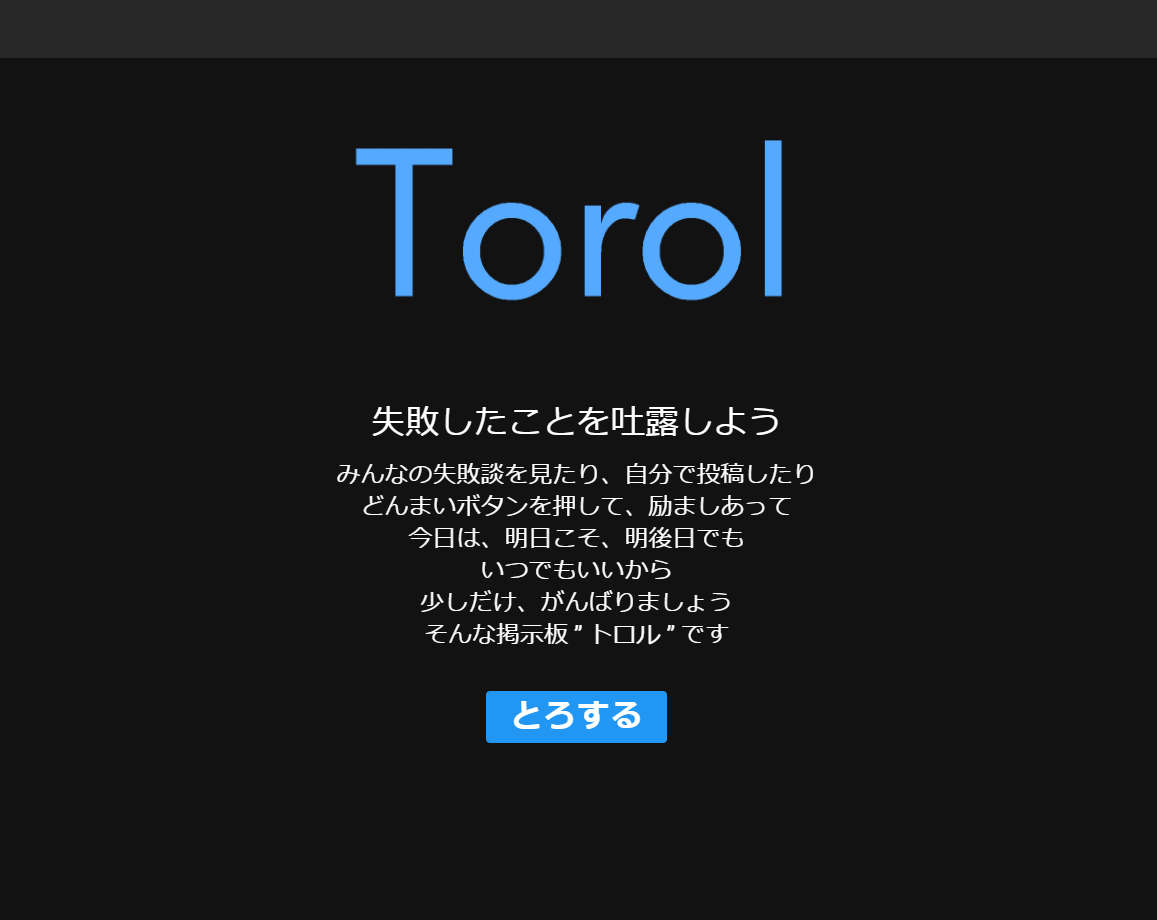 Torol
失敗したことを吐露しよう
みんなの失敗談を見たり、自分で投稿したり
どんまいボタンを押して、励ましあって
今日は、明日こそ、明後日でも
いつでもいいから
少しだけ、がんばりましょう
そんな掲示板 ” トロル ” です
とろする